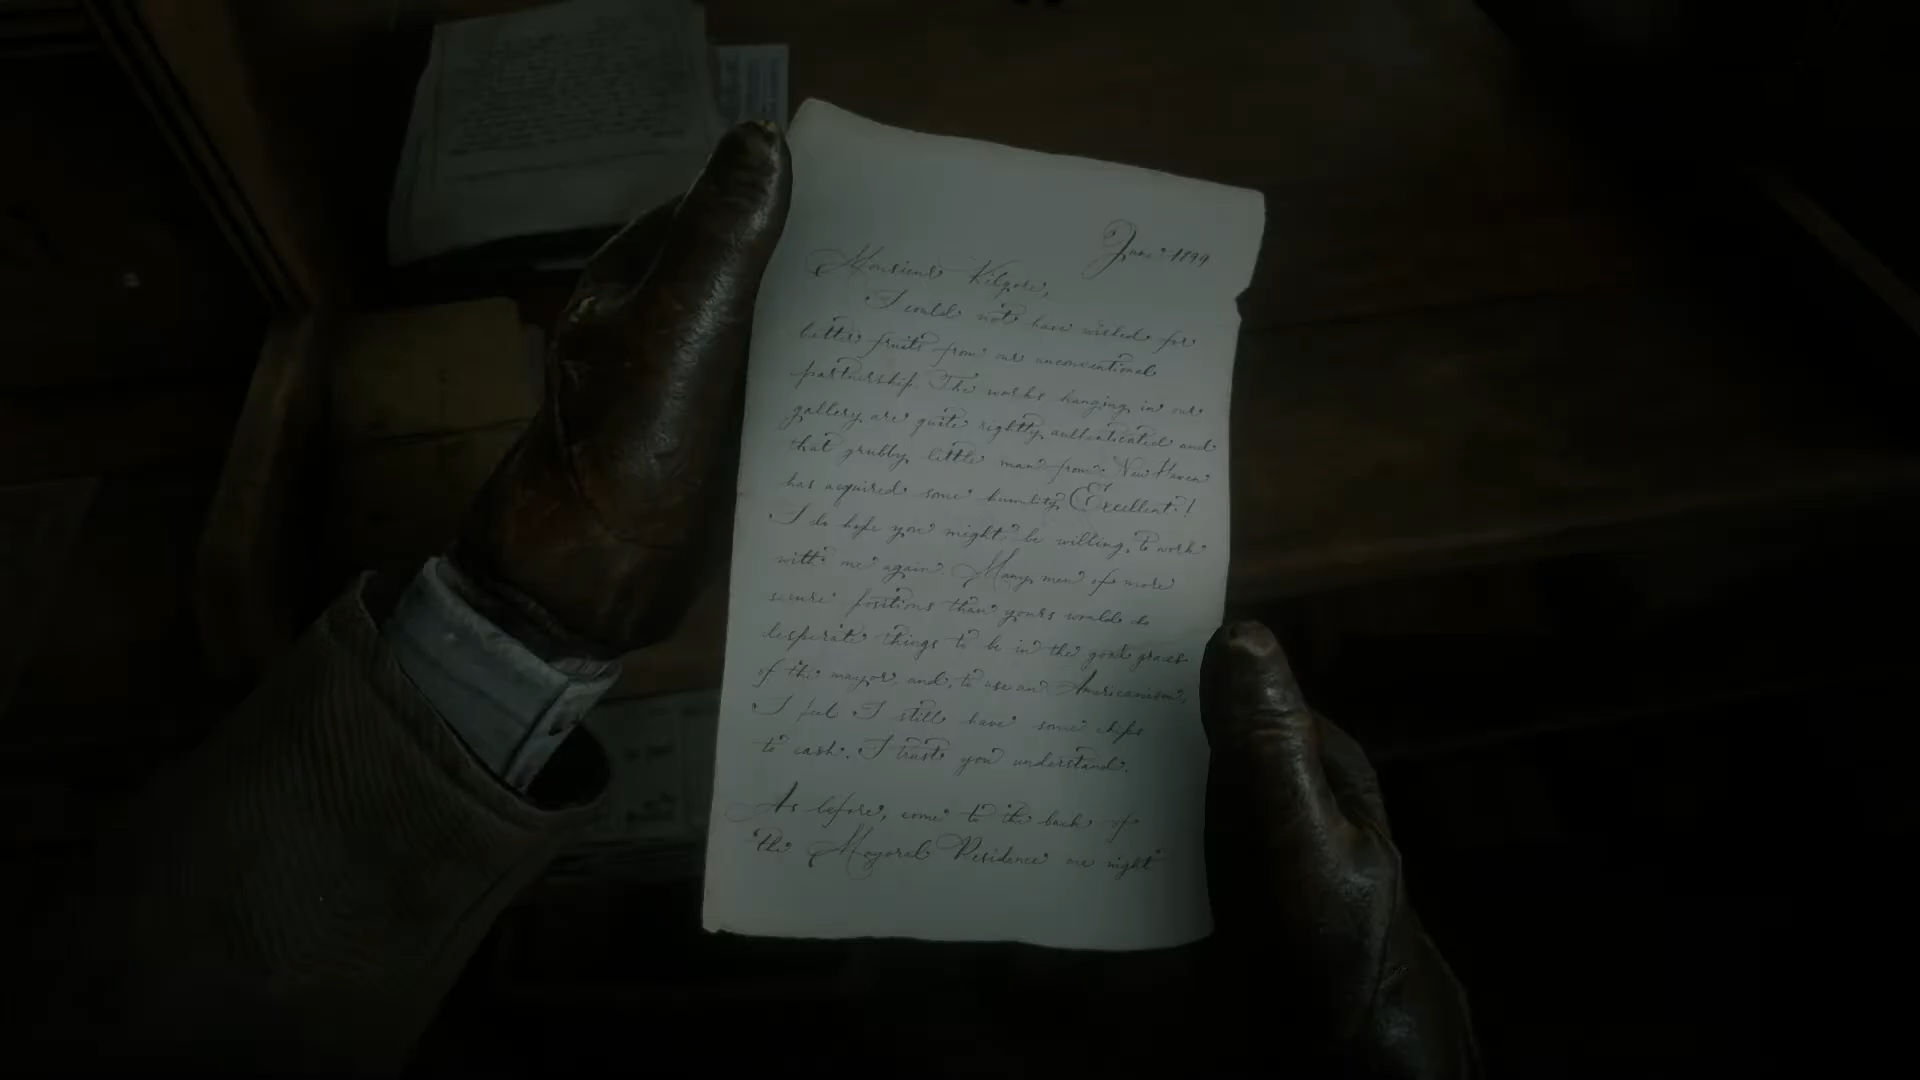 June 1899
Monsieur Kilgore,
I could not have wished for
better fruits from our unconventional
partnership. The works hanging in our
gallery are quite rightly authenticated and
that grubby little man from New Haven
has acquired some humility. Excellent!
I do hope you might be willing to work
with me again. Many men of more
secure positions than yours would do
desperate things to be in the good graces
of the mayor, and, to use an Americanism,
I feel I still have some chips
to cash. I trust you understand.
As before, come to the back of
the Mayoral Residence one night